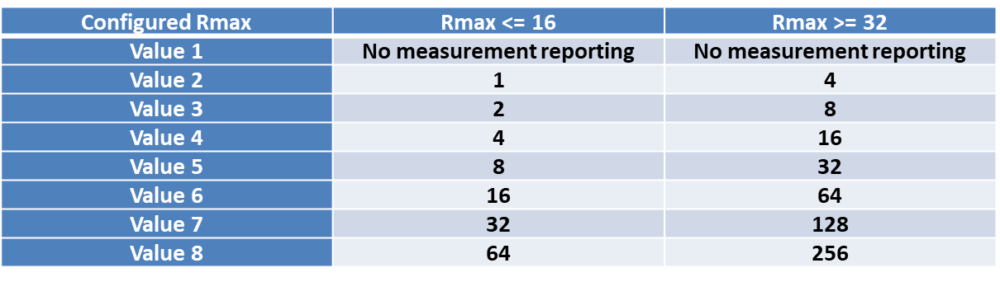 Configured Rmax Rmax <= 16 Rmax >= 32
Value 1 No measurement reporting No measurement reporting
Value 2 1 4
Value 3 2 8
Value 4 4 16
Value 5 8 32
Value 6 16 64
Value 7 32 128
Value 8 64 256